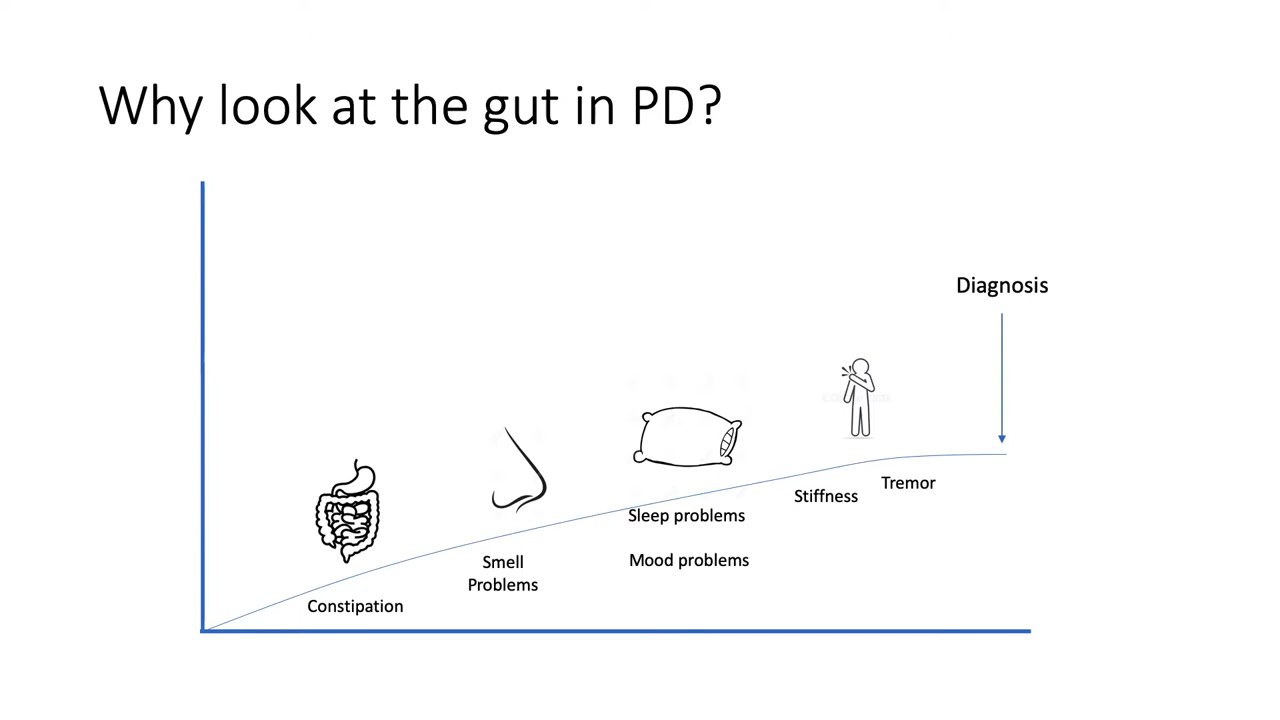 Why look at the gut in PD?
Diagnosis
Tremor
Stiffness
Sleep problems
Mood problems
Smell
Problems
Constipation